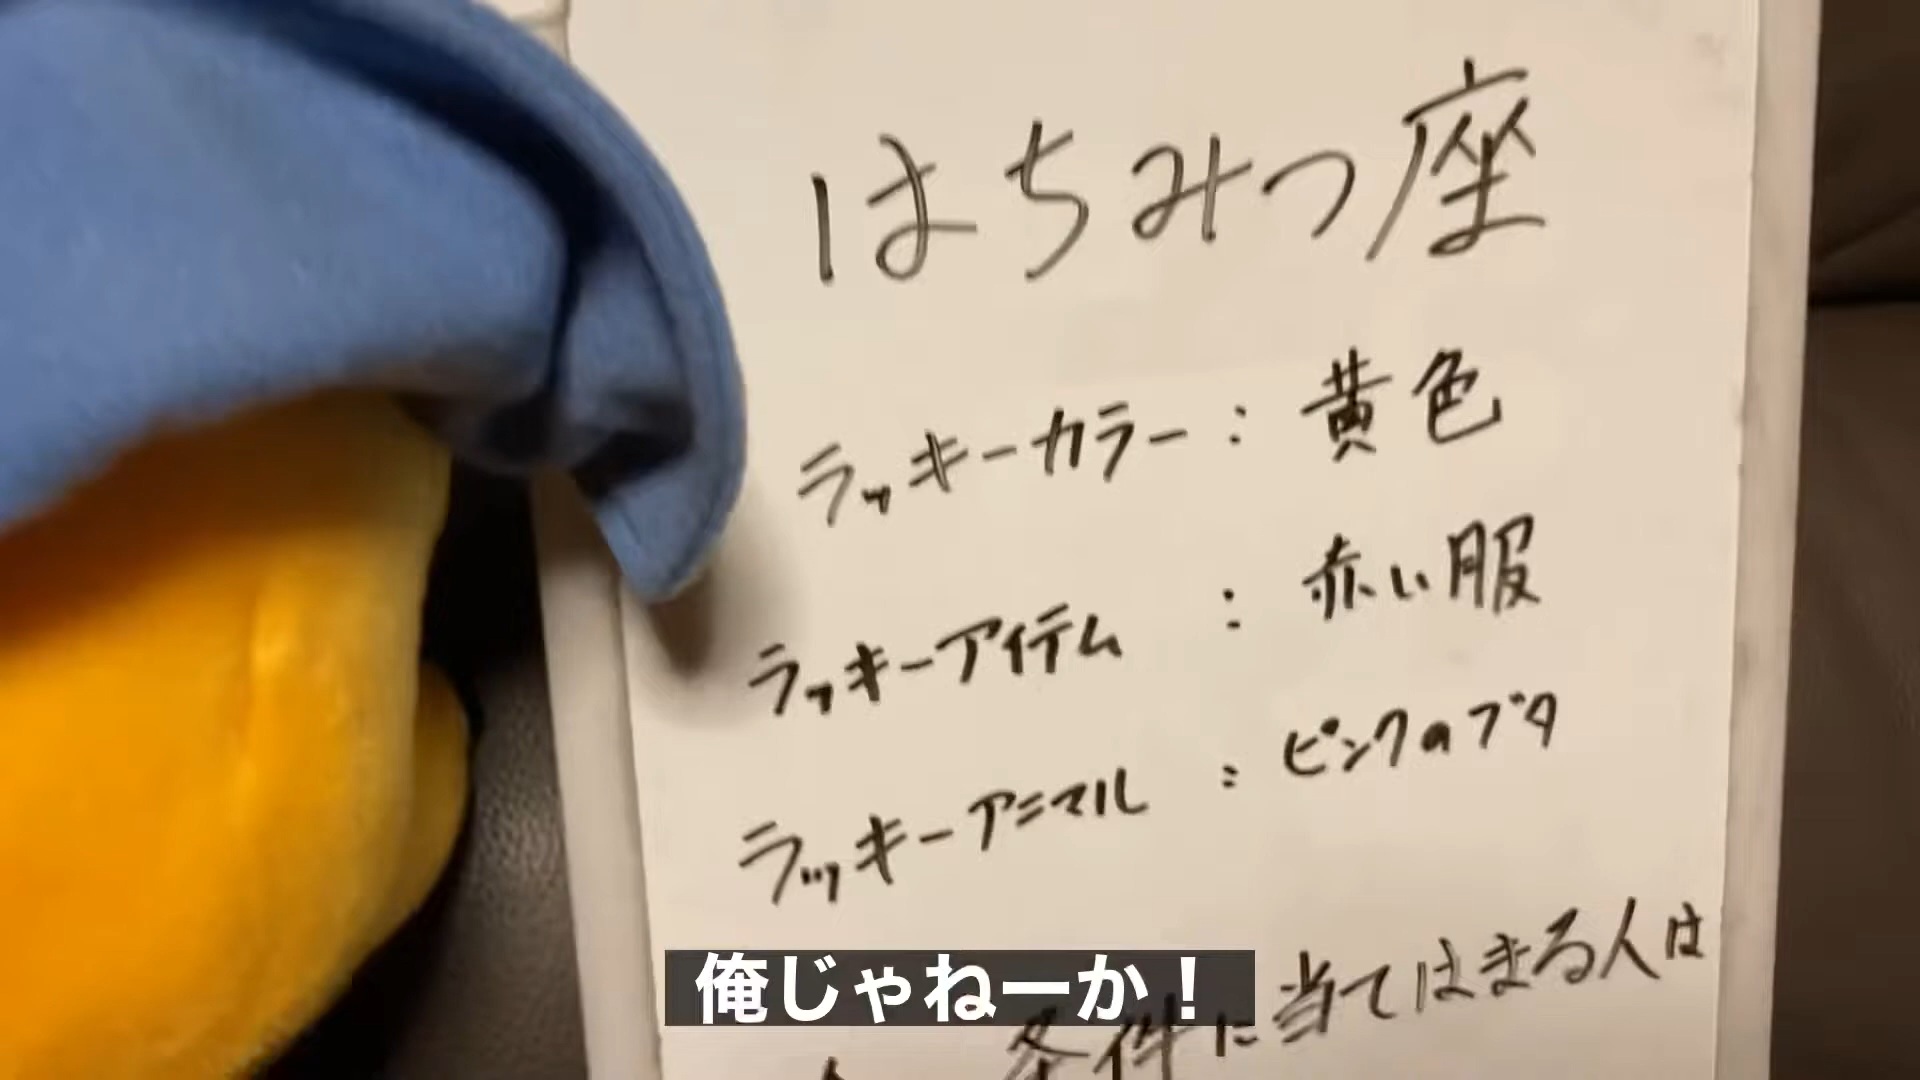 はちみつ座
ラッキーカラー：黄色
ラッキーアイテム：赤い服
ラッキーアニマル：ピンクのブタ
条件に当てはまる人は
俺じゃねーか！